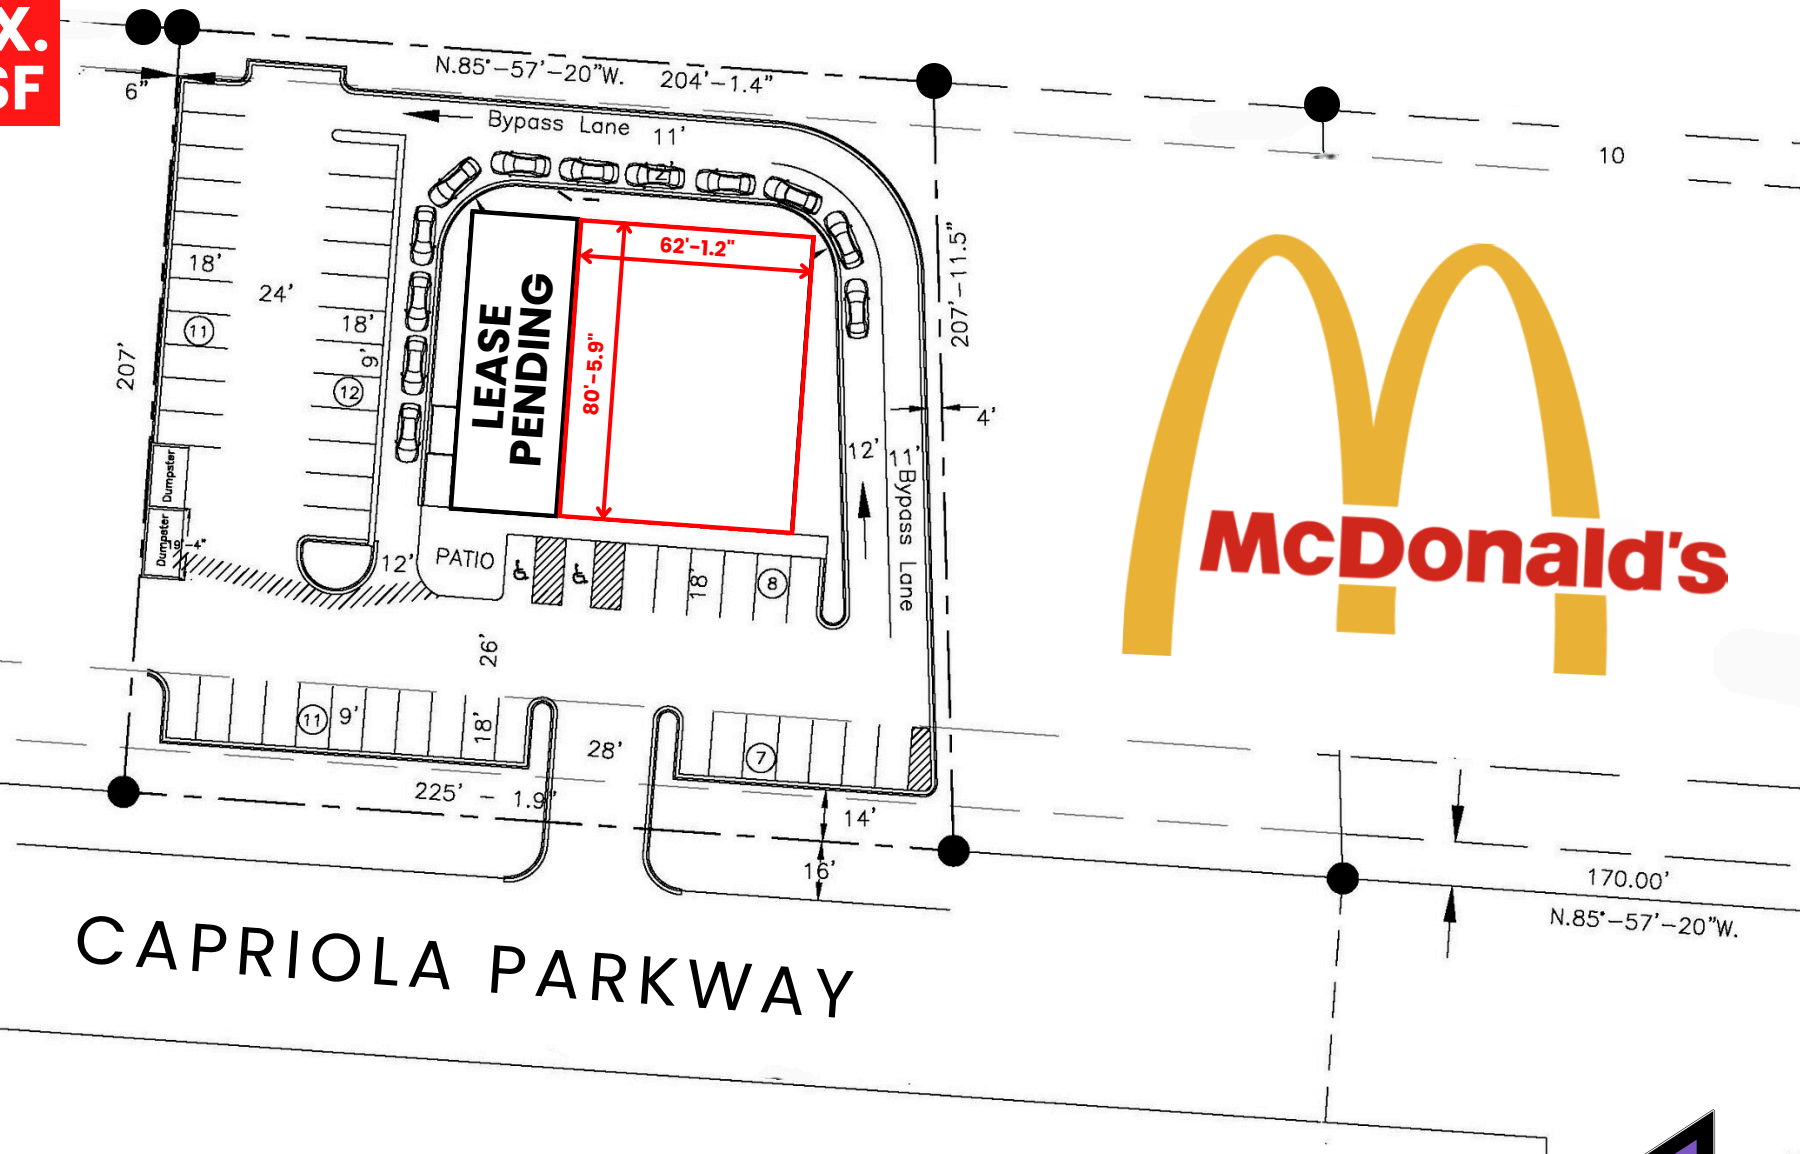 X.
SF
6"
N.85°-57'-20"W. 204'-1.4"
Bypass Lane 11'
12'
10
62'-1.2"
80'-5.9"
LEASE
PENDING
207'-11.5"
18'
24'
11
18'
9'
12
207'
4'
12'
11'
Bypass Lane
Dumpster
Dumpster
19'-4"
12'
PATIO
18'
8
26'
McDonald's
11
9'
18'
28'
7
225' - 1.9"
14'
16'
170.00'
N.85°-57'-20"W.
CAPRIOLA PARKWAY